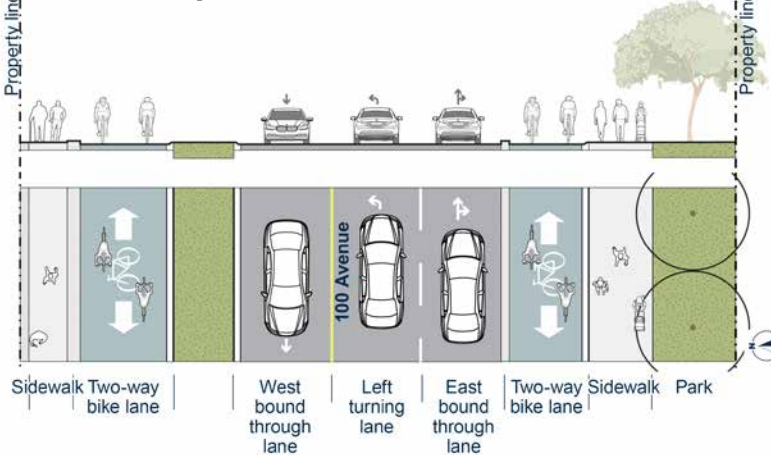 Property line
Property line
100 Avenue
Sidewalk
Two-way
bike lane
West
bound
through
lane
Left
turning
lane
East
bound
through
lane
Two-way
bike lane
Sidewalk
Park
N